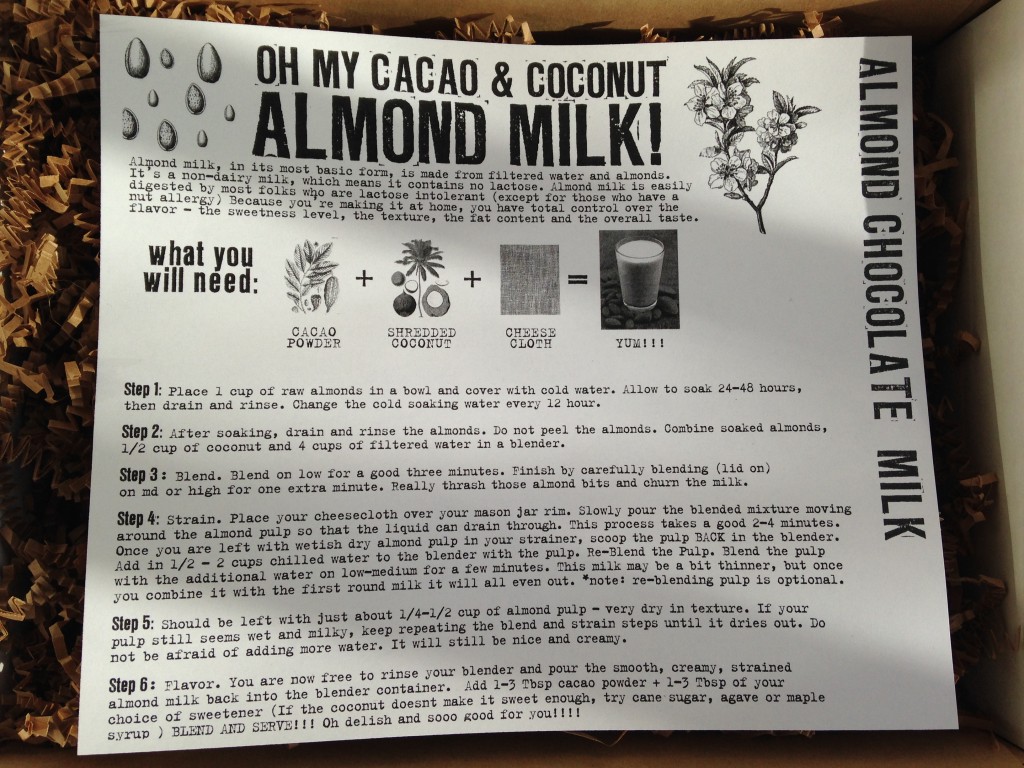 OH MY CACAO & COCONUT
ALMOND MILK!
Almond milk, in its most basic form, is made from filtered water and almonds.
It's a non-dairy milk, which means it contains no lactose. Almond milk is easily
digested by most folks who are lactose intolerant (except for those who have a
nut allergy) Because you're making it at home, you have total control over the
flavor - the sweetness level, the texture, the fat content and the overall taste.
what you
will need:
+ + =
CACAO
POWDER
SHREDDED
COCONUT
CHEESE
CLOTH
YUM!!!
Step 1: Place 1 cup of raw almonds in a bowl and cover with cold water. Allow to soak 24-48 hours,
then drain and rinse. Change the cold soaking water every 12 hour.
Step 2: After soaking, drain and rinse the almonds. Do not peel the almonds. Combine soaked almonds,
1/2 cup of coconut and 4 cups of filtered water in a blender.
Step 3 : Blend. Blend on low for a good three minutes. Finish by carefully blending (lid on)
on md or high for one extra minute. Really thrash those almond bits and churn the milk.
Step 4: Strain. Place your cheesecloth over your mason jar rim. Slowly pour the blended mixture moving
around the almond pulp so that the liquid can drain through. This process takes a good 2-4 minutes.
Once you are left with wetish dry almond pulp in your strainer, scoop the pulp BACK in the blender.
Add in 1/2 - 2 cups chilled water to the blender with the pulp. Re-Blend the Pulp. Blend the pulp
with the additional water on low-medium for a few minutes. This milk may be a bit thinner, but once
you combine it with the first round milk it will all even out. *note: re-blending pulp is optional.
Step 5: Should be left with just about 1/4-1/2 cup of almond pulp - very dry in texture. If your
pulp still seems wet and milky, keep repeating the blend and strain steps until it dries out. Do
not be afraid of adding more water. It will still be nice and creamy.
Step 6: Flavor. You are now free to rinse your blender and pour the smooth, creamy, strained
almond milk back into the blender container. Add 1-3 Tbsp cacao powder + 1-3 Tbsp of your
choice of sweetener (If the coconut doesnt make it sweet enough, try cane sugar, agave or maple
syrup ) BLEND AND SERVE!!! Oh delish and sooo good for you!!!!
ALMOND CHOCOLATE MILK